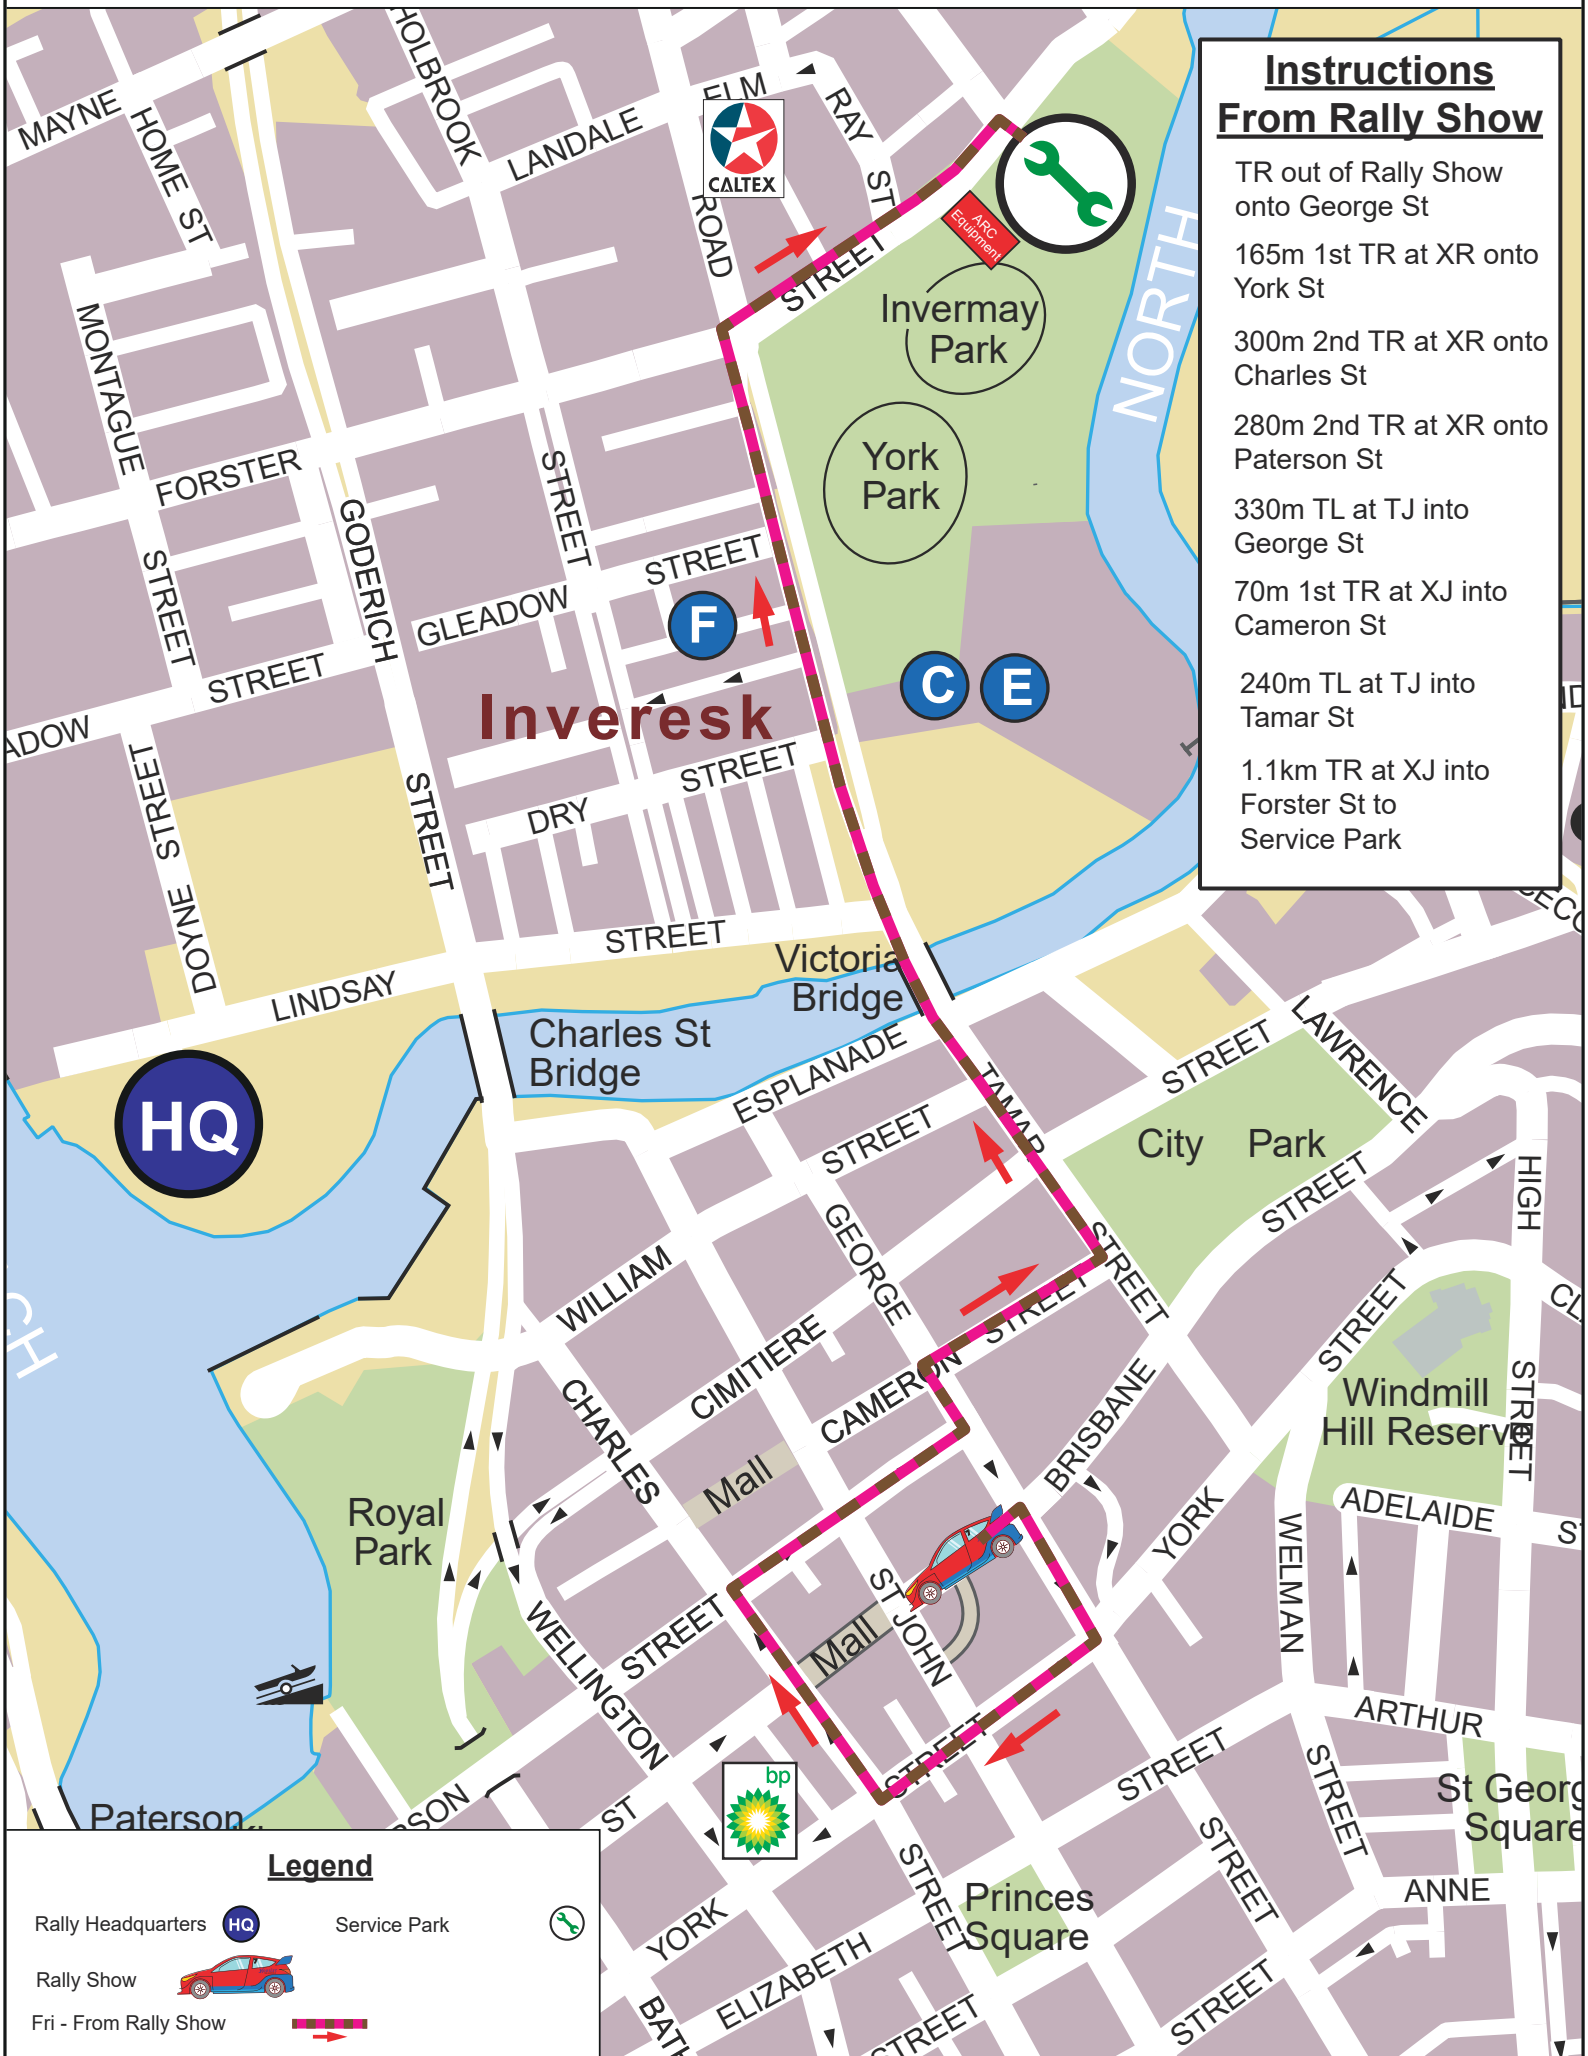 Instructions
From Rally Show
TR out of Rally Show
onto George St
165m 1st TR at XR onto
York St
300m 2nd TR at XR onto
Charles St
280m 2nd TR at XR onto
Paterson St
330m TL at TJ into
George St
70m 1st TR at XJ into
Cameron St
240m TL at TJ into
Tamar St
1.1km TR at XJ into
Forster St to
Service Park
MAYNE
HOME ST
HOLBROOK
LANDALE
ELM
RAY
ST
CALTEX
ROAD
STREET
ARC
Equipment
NORTH
Invermay
Park
York
Park
MONTAGUE
STREET
FORSTER
GODERICH
STREET
STREET
GLEADOW
STREET
STREET
ADOW
F
C
E
Inveresk
STREET
DRY
DOYNE STREET
STREET
LINDSAY
Victoria
Bridge
Charles St
Bridge
HQ
ESPLANADE
STREET
TAMAR
STREET
STREET
LAWRENCE
City Park
STREET
HIGH
STREET
WILLIAM
GEORGE
CIMITIERE
CAMERON
STREET
CHARLES
BRISBANE
STREET
Windmill
Hill Reserve
ADELAIDE
ST
Mall
Royal
Park
YORK
WELMAN
STREET
WELLINGTON
STREET
Mall
ST JOHN
STREET
ARTHUR
STREET
STREET
bp
ST
RSON
Paterson
St Georg
Square
STREET
STREET
ANNE
Princes
Square
YORK
ELIZABETH
STREET
STREET
BATH
CH
CL
ECO
ND
Legend
Rally Headquarters HQ Service Park
Rally Show
Fri - From Rally Show